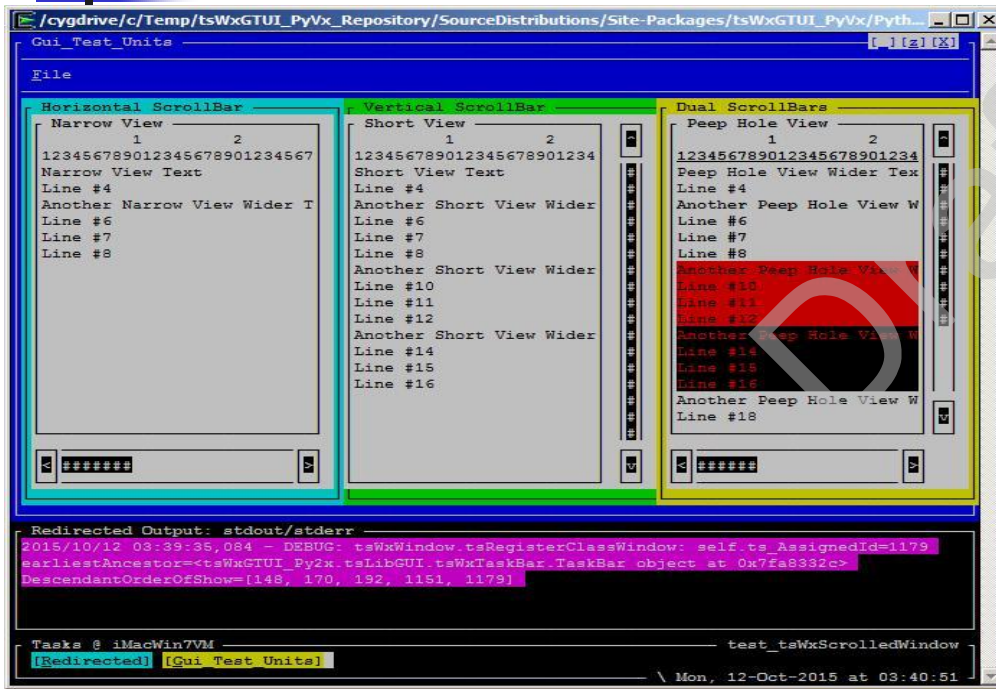 /cygdrive/c/Temp/tsWxGTUI_PyVx_Repository/SourceDistributions/Site-Packages/tsWxGTUI_PyVx/Pyth...
Gui_Test_Units
[_][z][X]
File
Horizontal ScrollBar
Narrow View
1 2
123456789012345678901234567
Narrow View Text
Line #4
Another Narrow View Wider T
Line #6
Line #7
Line #8
< ####### >
Vertical ScrollBar
Short View
1 2
123456789012345678901234
Short View Text
Line #4
Another Short View Wider
Line #6
Line #7
Line #8
Another Short View Wider
Line #10
Line #11
Line #12
Another Short View Wider
Line #14
Line #15
Line #16
Dual ScrollBars
Peep Hole View
1 2
123456789012345678901234
Peep Hole View Wider Tex
Line #4
Another Peep Hole View W
Line #6
Line #7
Line #8
Another Peep Hole View W
Line #10
Line #11
Line #12
Another Peep Hole View W
Line #14
Line #15
Line #16
Another Peep Hole View W
Line #18
< ###### >
Redirected Output: stdout/stderr
2015/10/12 03:39:35,084 - DEBUG: tsWxWindow.tsRegisterClassWindow: self.ts_AssignedId=1179
earliestAncestor=<tsWxGTUI_Py2x.tsLibGUI.tsWxTaskBar.TaskBar object at 0x7fa8332c>
DescendantOrderOfShow=[148, 170, 192, 1151, 1179]
Tasks @ iMacWin7VM
test_tsWxScrolledWindow
[Redirected] [Gui_Test_Units]
\ Mon, 12-Oct-2015 at 03:40:51